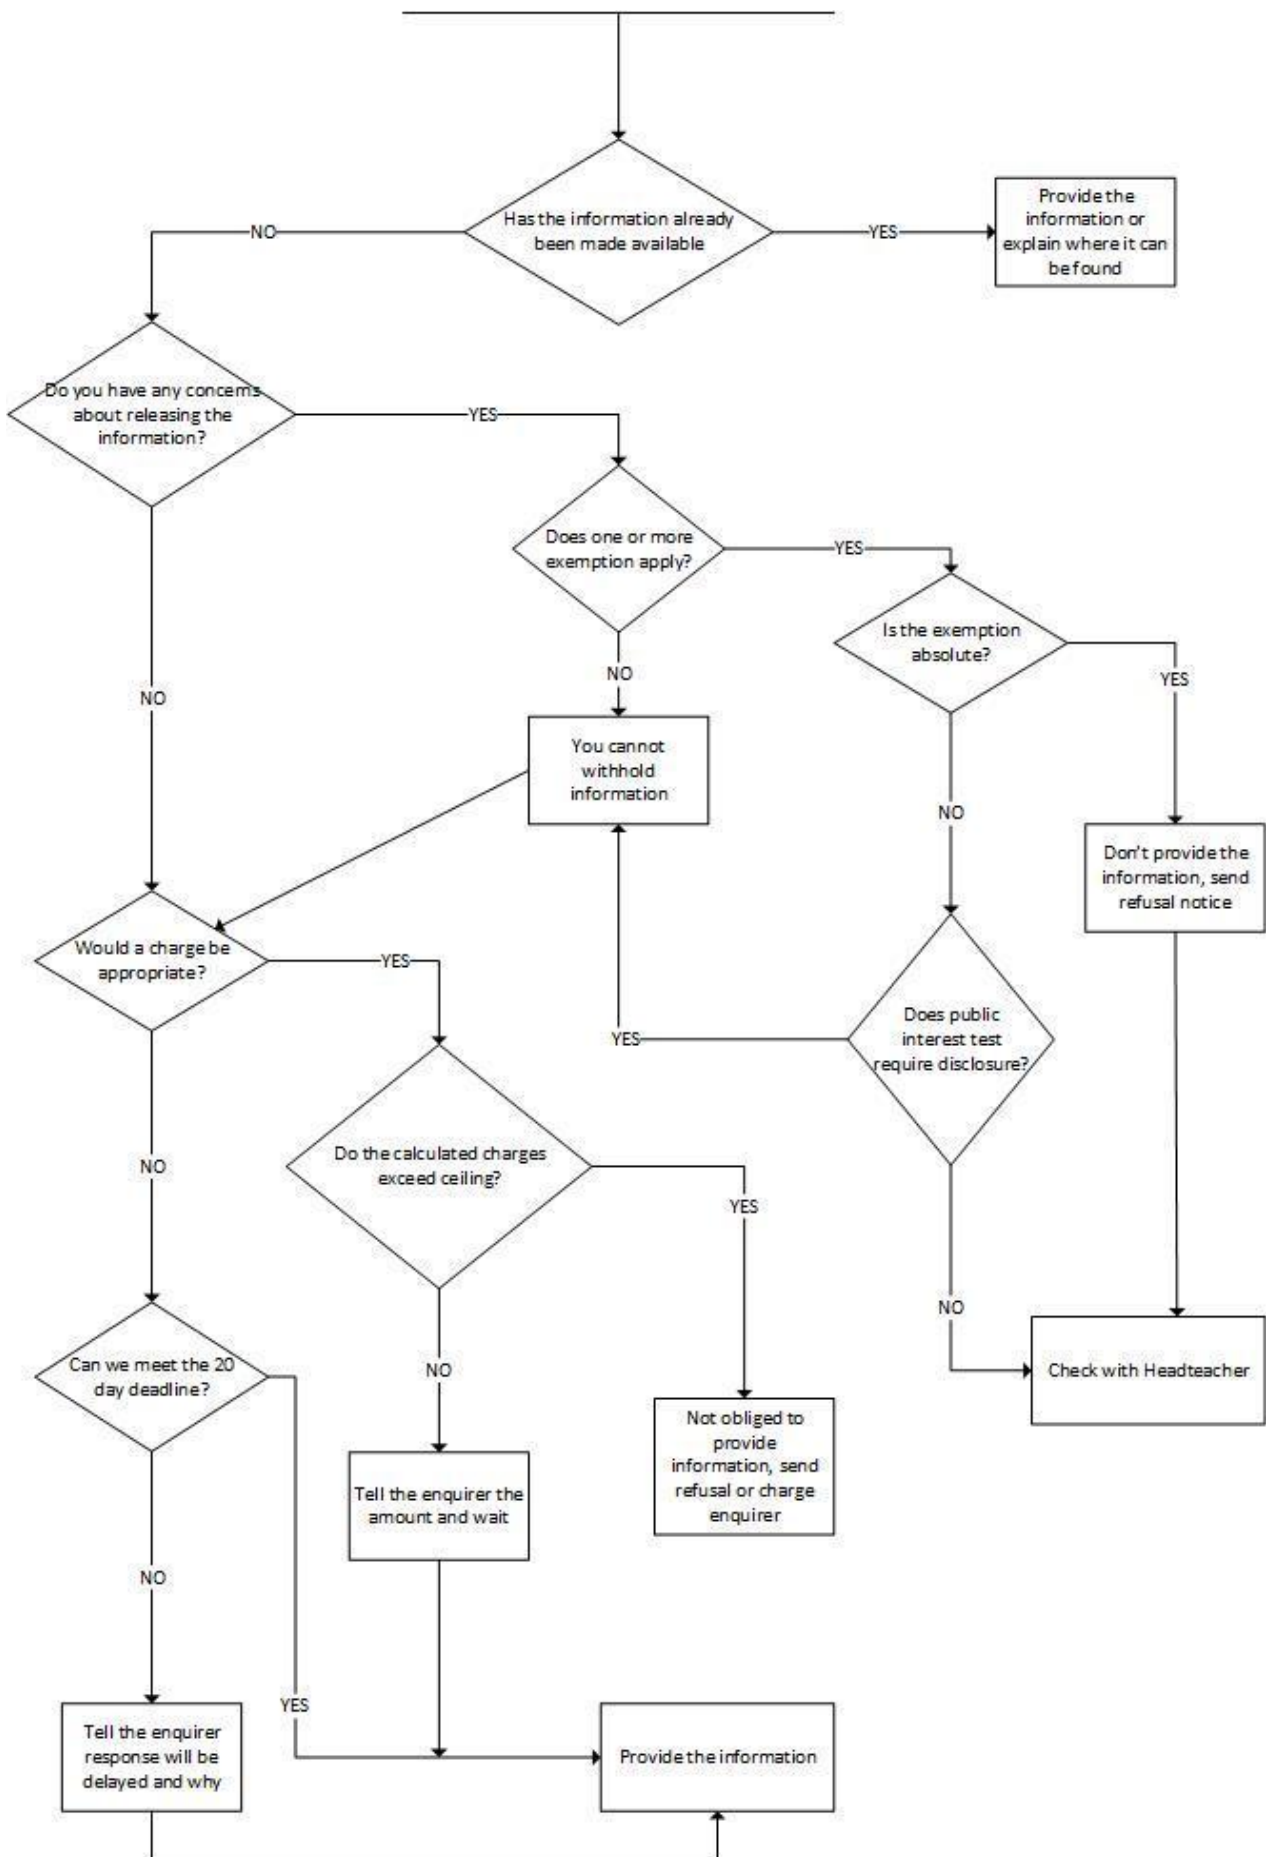 Has the information already
been made available
NO
YES
Provide the
information or
explain where it can
be found
Do you have any concerns
about releasing the
information?
YES
Does one or more
exemption apply?
YES
Is the exemption
absolute?
NO
YES
NO
You cannot
withhold
information
NO
Don't provide the
information, send
refusal notice
Would a charge be
appropriate?
YES
Does public
interest test
require disclosure?
YES
Do the calculated charges
exceed ceiling?
NO
YES
NO
Can we meet the 20
day deadline?
NO
Check with Headteacher
Not obliged to
provide
information, send
refusal or charge
enquirer
Tell the enquirer the
amount and wait
NO
YES
Tell the enquirer
response will be
delayed and why
Provide the information